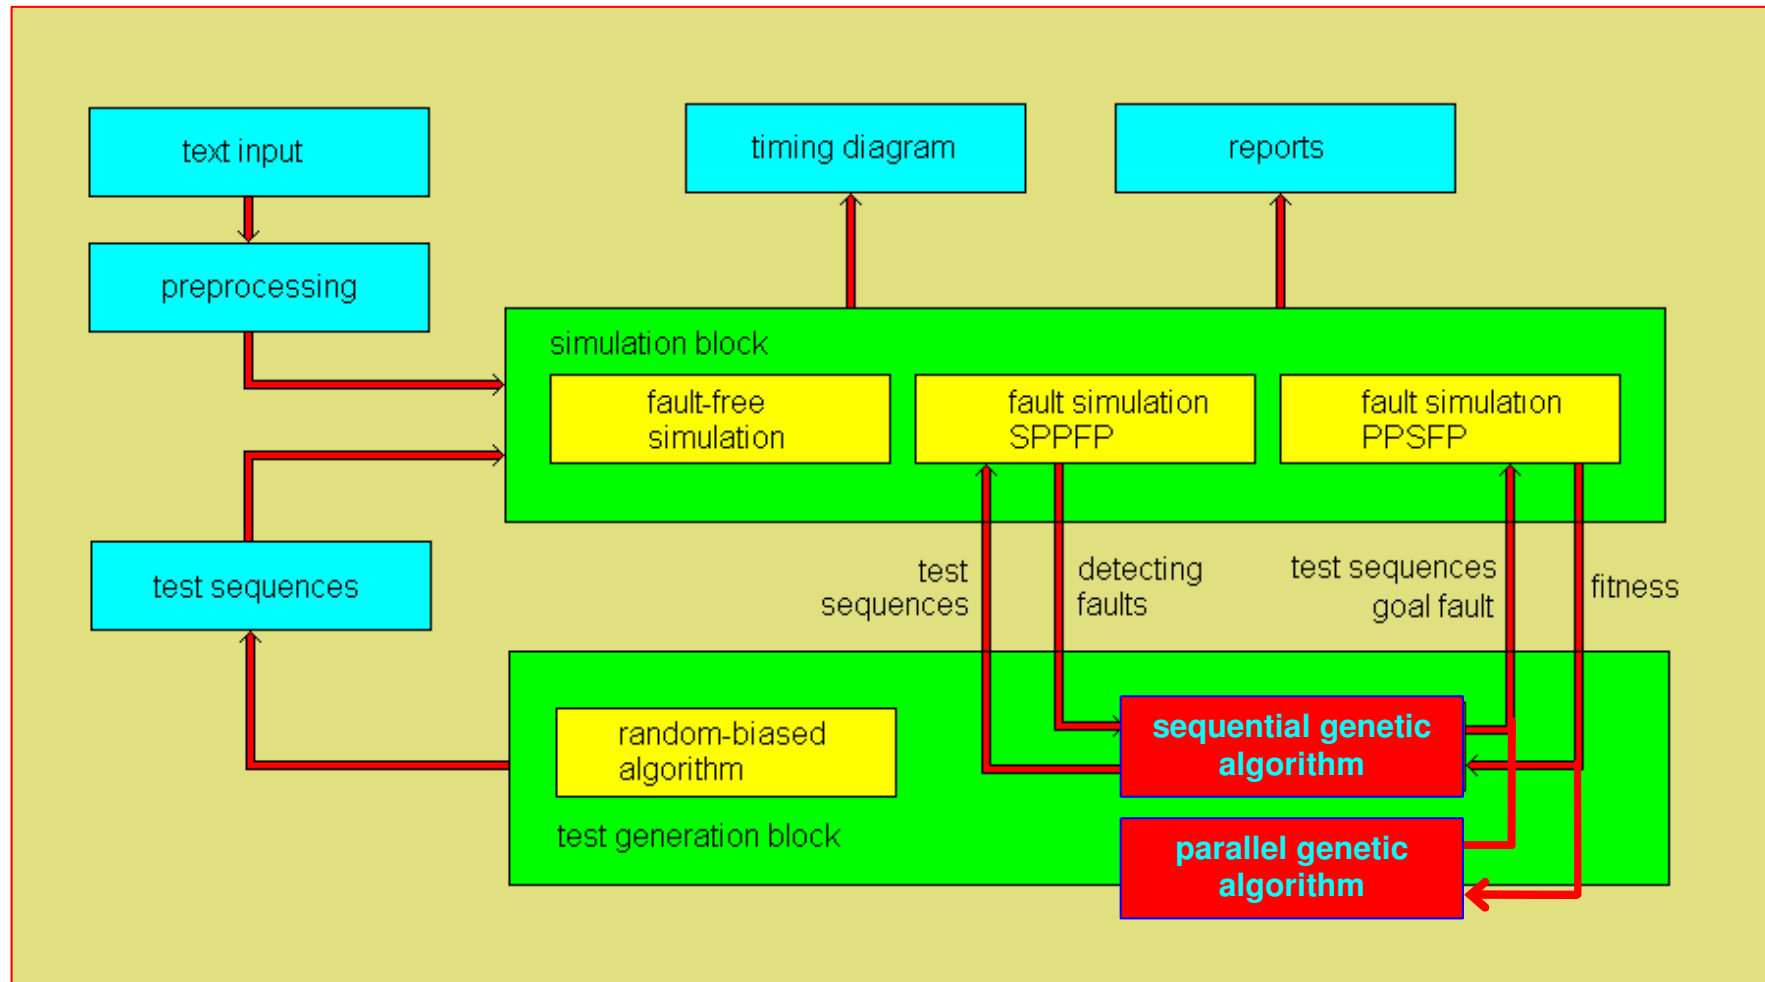 text input
timing diagram
reports
preprocessing
simulation block
fault-free
simulation
fault simulation
SPPFP
fault simulation
PPSFP
test sequences
test
sequences
detecting
faults
test sequences
goal fault
fitness
random-biased
algorithm
test generation block
sequential genetic
algorithm
parallel genetic
algorithm